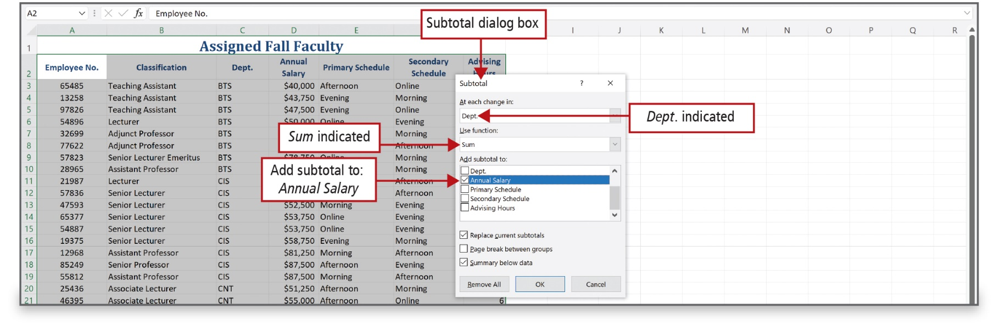 A2 fx Employee No.
Subtotal dialog box
A B C D E I J K L M N O P Q R
1 Assigned Fall Faculty
2 Employee No. Classification Dept. Annual Salary Primary Schedule Secondary Schedule Advising Hours
3 65485 Teaching Assistant BTS $40,000 Afternoon Online
4 13258 Teaching Assistant BTS $43,750 Evening Morning
5 97826 Teaching Assistant BTS $47,500 Evening Online
6 54896 Lecturer BTS $50,000 Online Evening
7 32699 Adjunct Professor BTS Morning
8 77622 Adjunct Professor BTS Afternoon
9 57823 Senior Lecturer Emeritus BTS $78,750 Online Morning
10 28965 Assistant Professor BTS Morning
11 21987 Lecturer CIS Afternoon
12 57836 Senior Lecturer CIS Afternoon
13 47593 Senior Lecturer CIS $52,500 Morning Evening
14 65377 Senior Lecturer CIS $53,750 Online Evening
15 54887 Senior Lecturer CIS $53,750 Online Evening
16 19375 Senior Lecturer CIS $58,750 Evening Morning
17 12968 Assistant Professor CIS $81,250 Morning Afternoon
18 85249 Senior Professor CIS $87,500 Afternoon Evening
19 55812 Assistant Professor CIS $87,500 Morning Afternoon
20 25436 Associate Lecturer CNT $51,250 Afternoon Morning
21 46395 Associate Lecturer CNT $55,000 Afternoon Online 6
Sum indicated
Add subtotal to:
Annual Salary
Subtotal ? ×
At each change in:
Dept.
Use function:
Sum
Add subtotal to:
Dept.
Annual Salary
Primary Schedule
Secondary Schedule
Advising Hours
Replace current subtotals
Page break between groups
Summary below data
Remove All OK Cancel
Dept. indicated